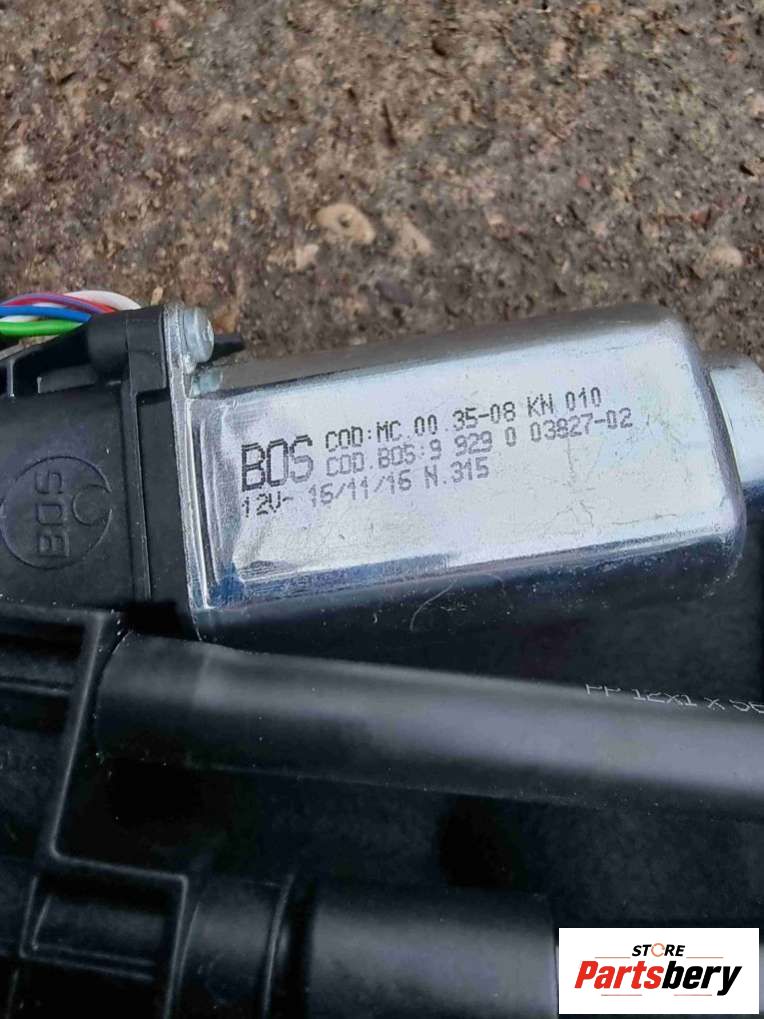 BOS COD:MC 00 35-08 KN 010
COD.BOS:9 929 0 03827-02
12V- 16/11/16 N.315
BOS
STORE
Partsbery